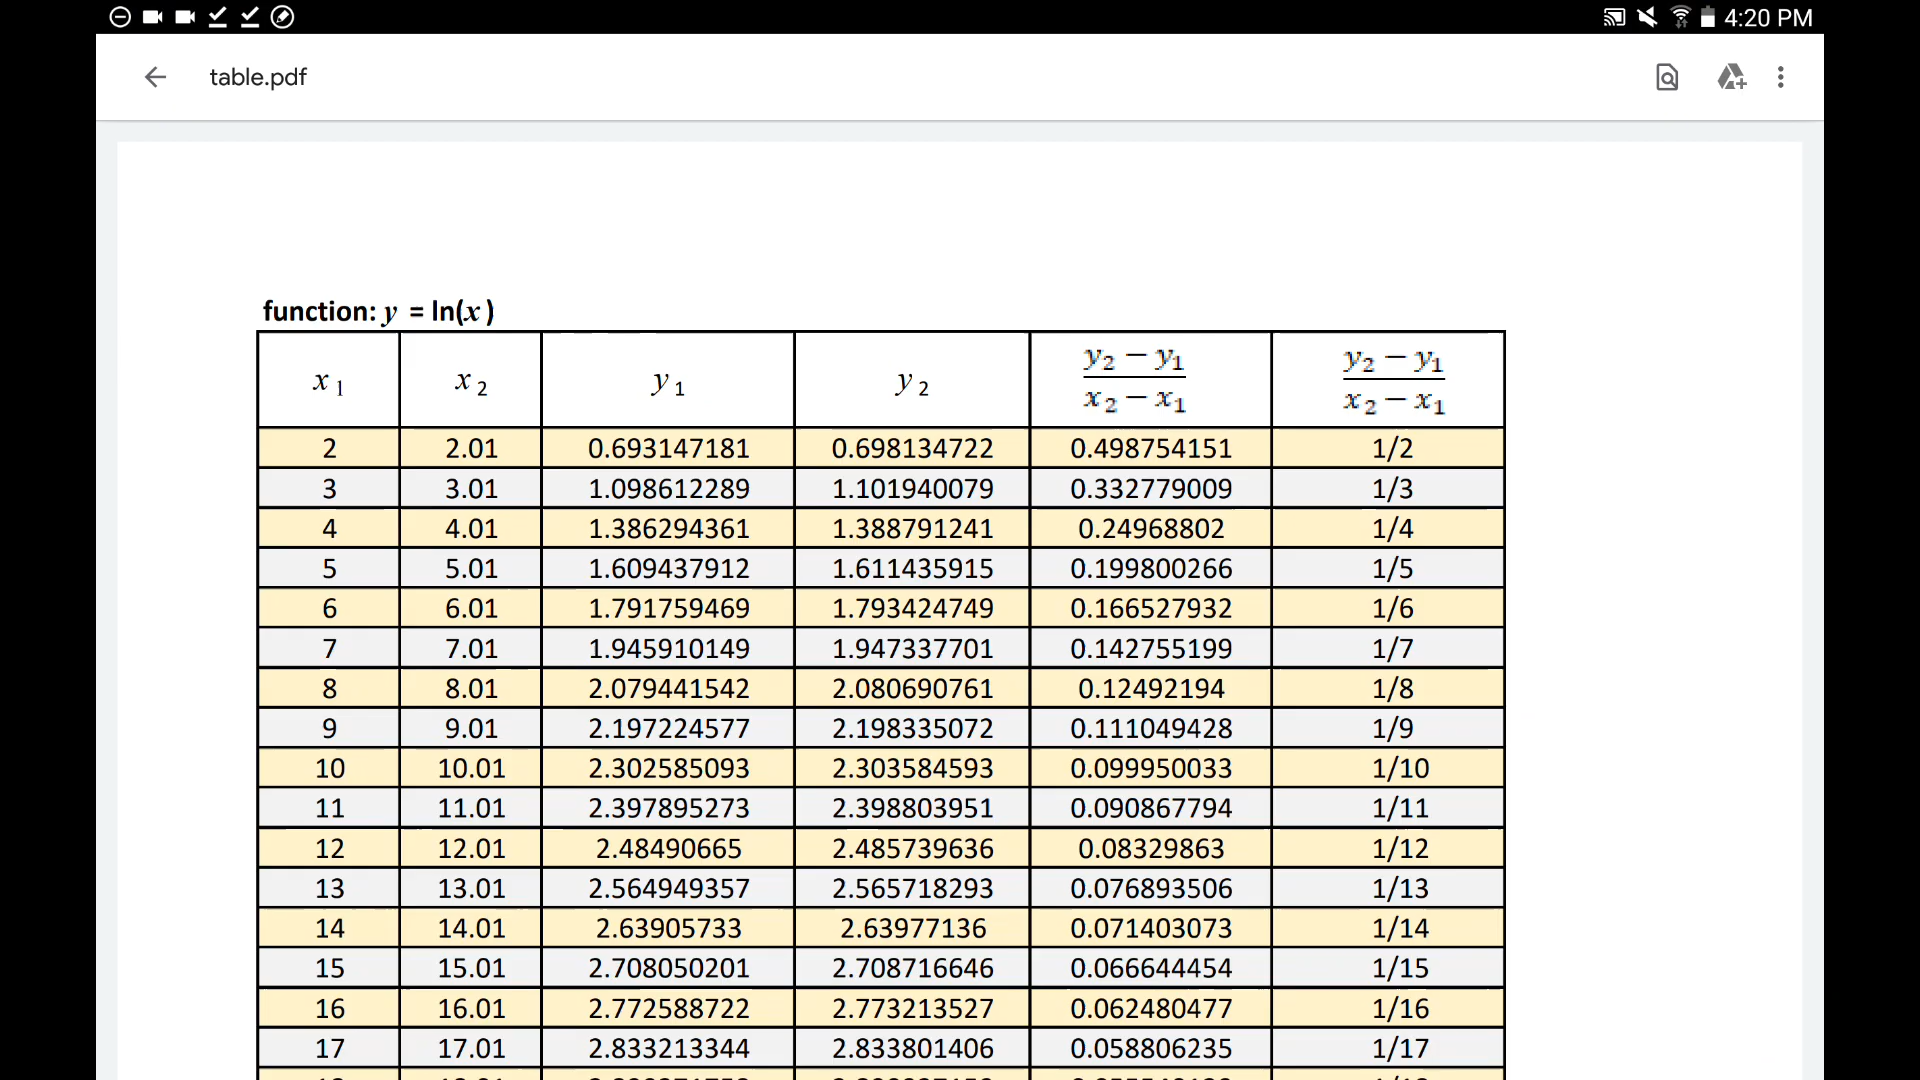 4:20 PM
table.pdf
function: y = ln(x)
x 1 x 2 y 1 y 2 y2 − y1 / x2 − x1 y2 − y1 / x2 − x1
2 2.01 0.693147181 0.698134722 0.498754151 1/2
3 3.01 1.098612289 1.101940079 0.332779009 1/3
4 4.01 1.386294361 1.388791241 0.24968802 1/4
5 5.01 1.609437912 1.611435915 0.199800266 1/5
6 6.01 1.791759469 1.793424749 0.166527932 1/6
7 7.01 1.945910149 1.947337701 0.142755199 1/7
8 8.01 2.079441542 2.080690761 0.12492194 1/8
9 9.01 2.197224577 2.198335072 0.111049428 1/9
10 10.01 2.302585093 2.303584593 0.099950033 1/10
11 11.01 2.397895273 2.398803951 0.090867794 1/11
12 12.01 2.48490665 2.485739636 0.08329863 1/12
13 13.01 2.564949357 2.565718293 0.076893506 1/13
14 14.01 2.63905733 2.63977136 0.071403073 1/14
15 15.01 2.708050201 2.708716646 0.066644454 1/15
16 16.01 2.772588722 2.773213527 0.062480477 1/16
17 17.01 2.833213344 2.833801406 0.058806235 1/17